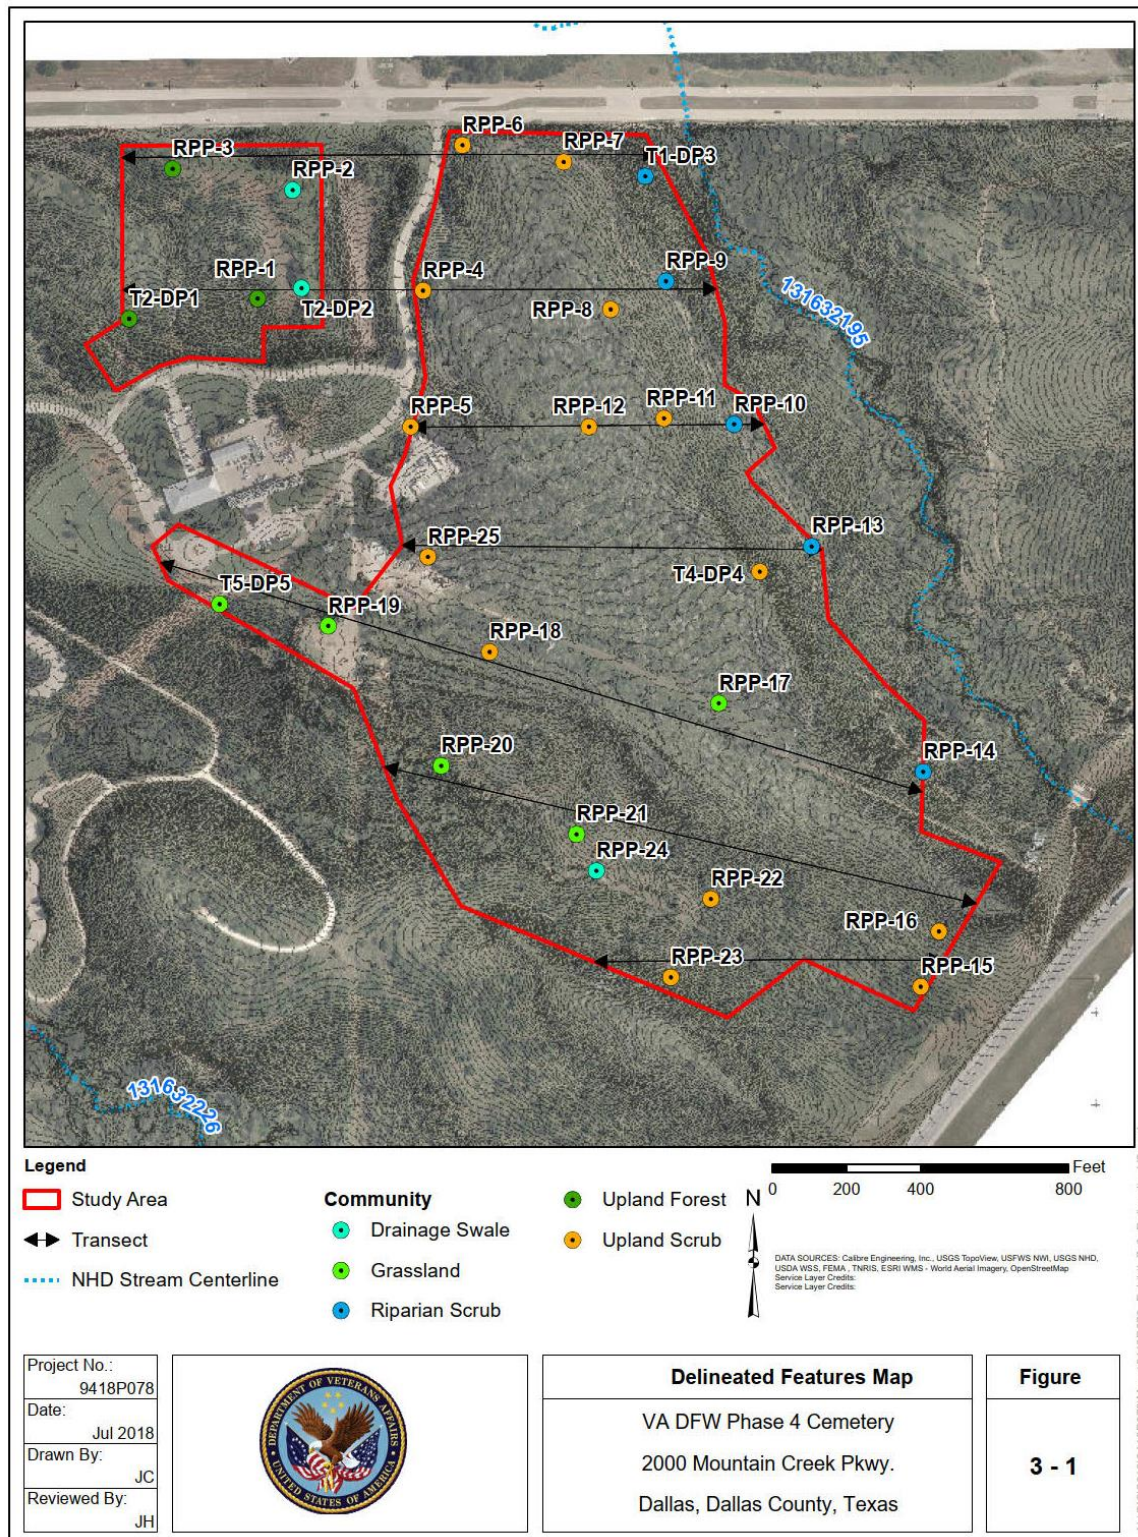 RPP-6
RPP-3
RPP-7
RPP-2
T1-DP3
RPP-1
RPP-4
RPP-9
T2-DP1
T2-DP2
RPP-8
131632195
RPP-5
RPP-12
RPP-11
RPP-10
RPP-25
RPP-13
T4-DP4
T5-DP5
RPP-19
RPP-18
RPP-17
RPP-20
RPP-14
RPP-21
RPP-24
RPP-22
RPP-16
RPP-23
RPP-15
131632226
Legend
Study Area
Transect
NHD Stream Centerline
Community
Drainage Swale
Grassland
Riparian Scrub
Upland Forest
Upland Scrub
N
Feet
0 200 400 800
DATA SOURCES: Calibre Engineering, Inc., USGS TopoView, USFWS NWI, USGS NHD,
USDA WSS, FEMA , TNRIS, ESRI WMS - World Aerial Imagery, OpenStreetMap
Service Layer Credits:
Service Layer Credits:
Project No.:
9418P078
Date:
Jul 2018
Drawn By:
JC
Reviewed By:
JH
DEPARTMENT OF VETERANS AFFAIRS
UNITED STATES OF AMERICA
Delineated Features Map
VA DFW Phase 4 Cemetery
2000 Mountain Creek Pkwy.
Dallas, Dallas County, Texas
Figure
3 - 1